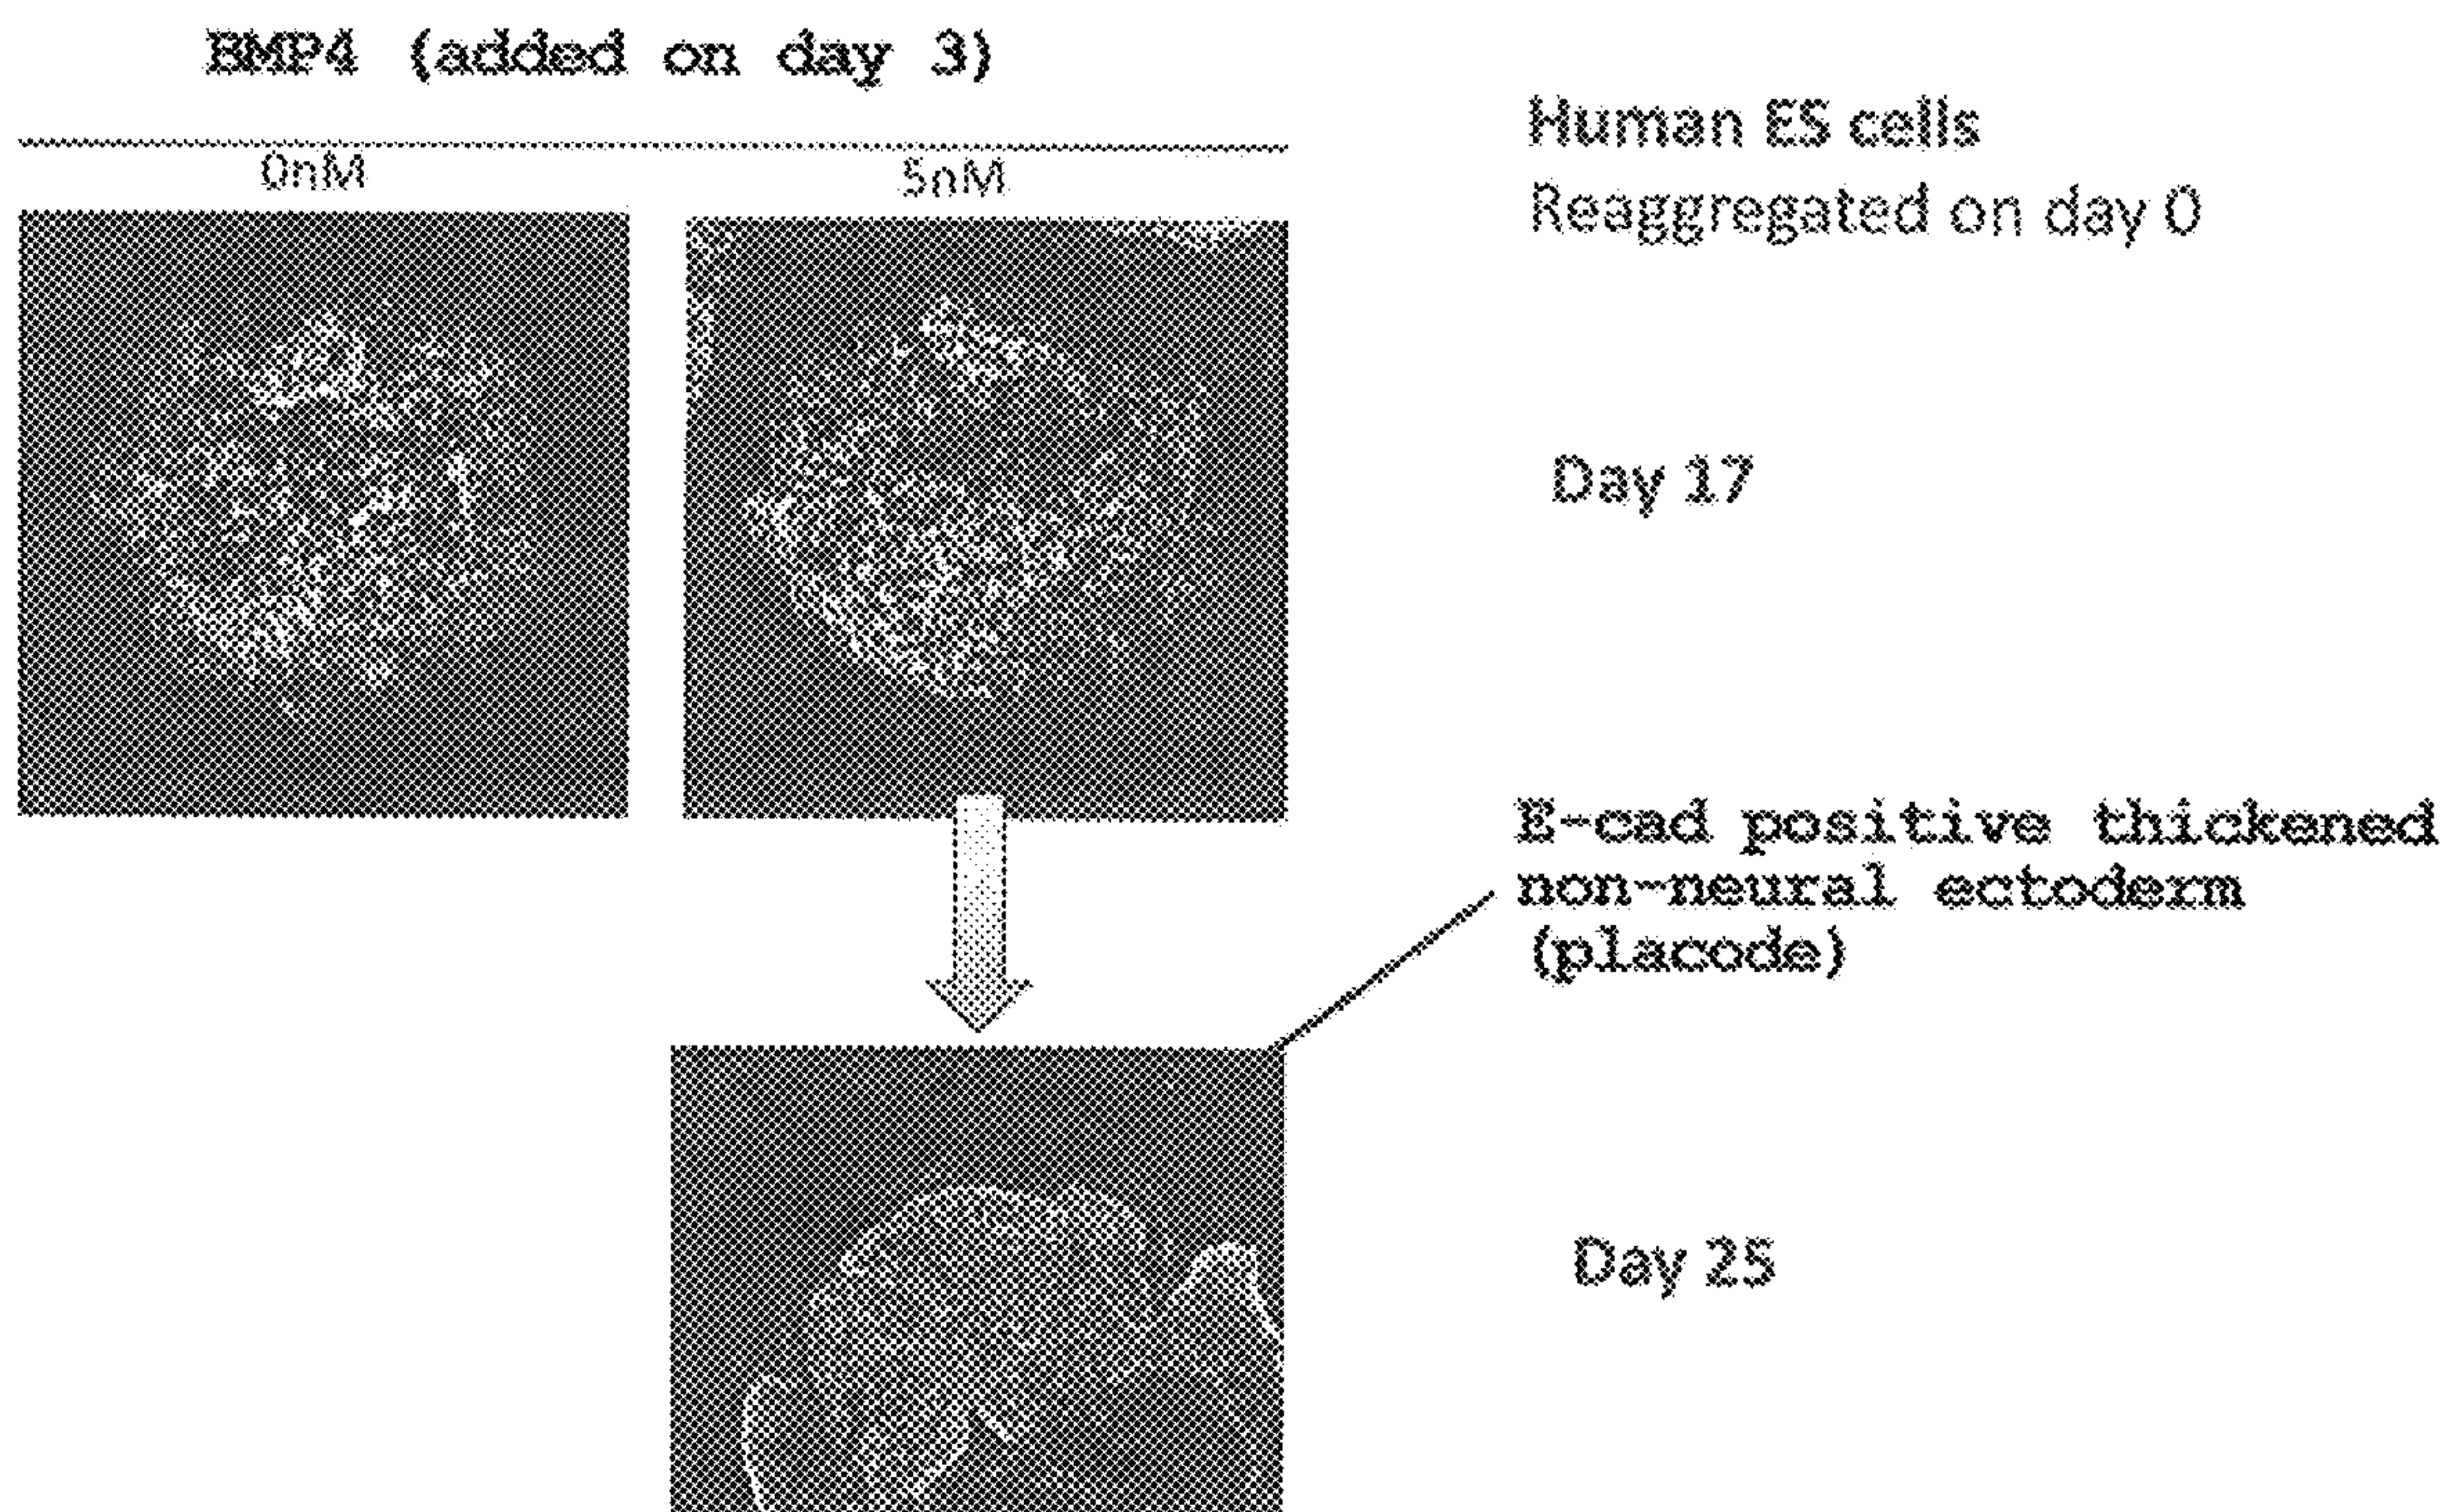 BMP4 (added on day 3)
0nM
5nM
Human ES cells
Reaggregated on day 0
Day 17
E-cad positive thickened
non-neural ectoderm
(placode)
Day 25